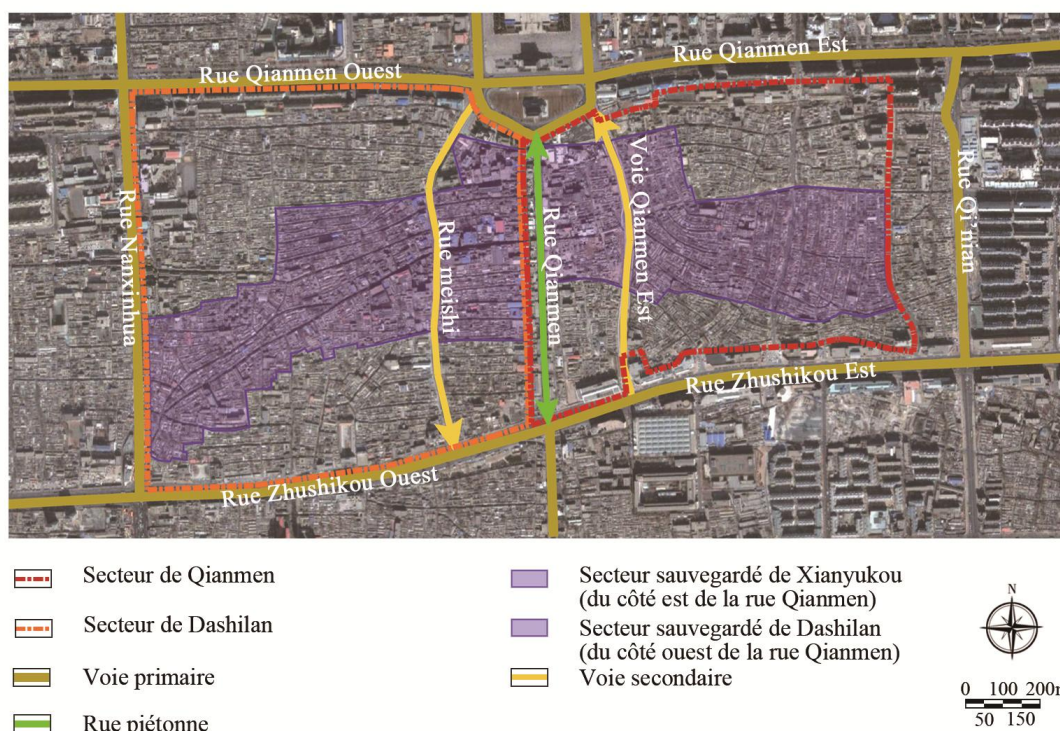 Rue Qianmen Ouest
Rue Qianmen Est
Rue Nanxinhua
Rue meishi
Rue Qianmen
Voie Qianmen Est
Rue Qi’nian
Rue Zhushikou Est
Rue Zhushikou Ouest
Secteur de Qianmen
Secteur de Dashilan
Voie primaire
Rue piétonne
Secteur sauvegardé de Xianyukou
(du côté est de la rue Qianmen)
Secteur sauvegardé de Dashilan
(du côté ouest de la rue Qianmen)
Voie secondaire
N
0 100 200m
50 150